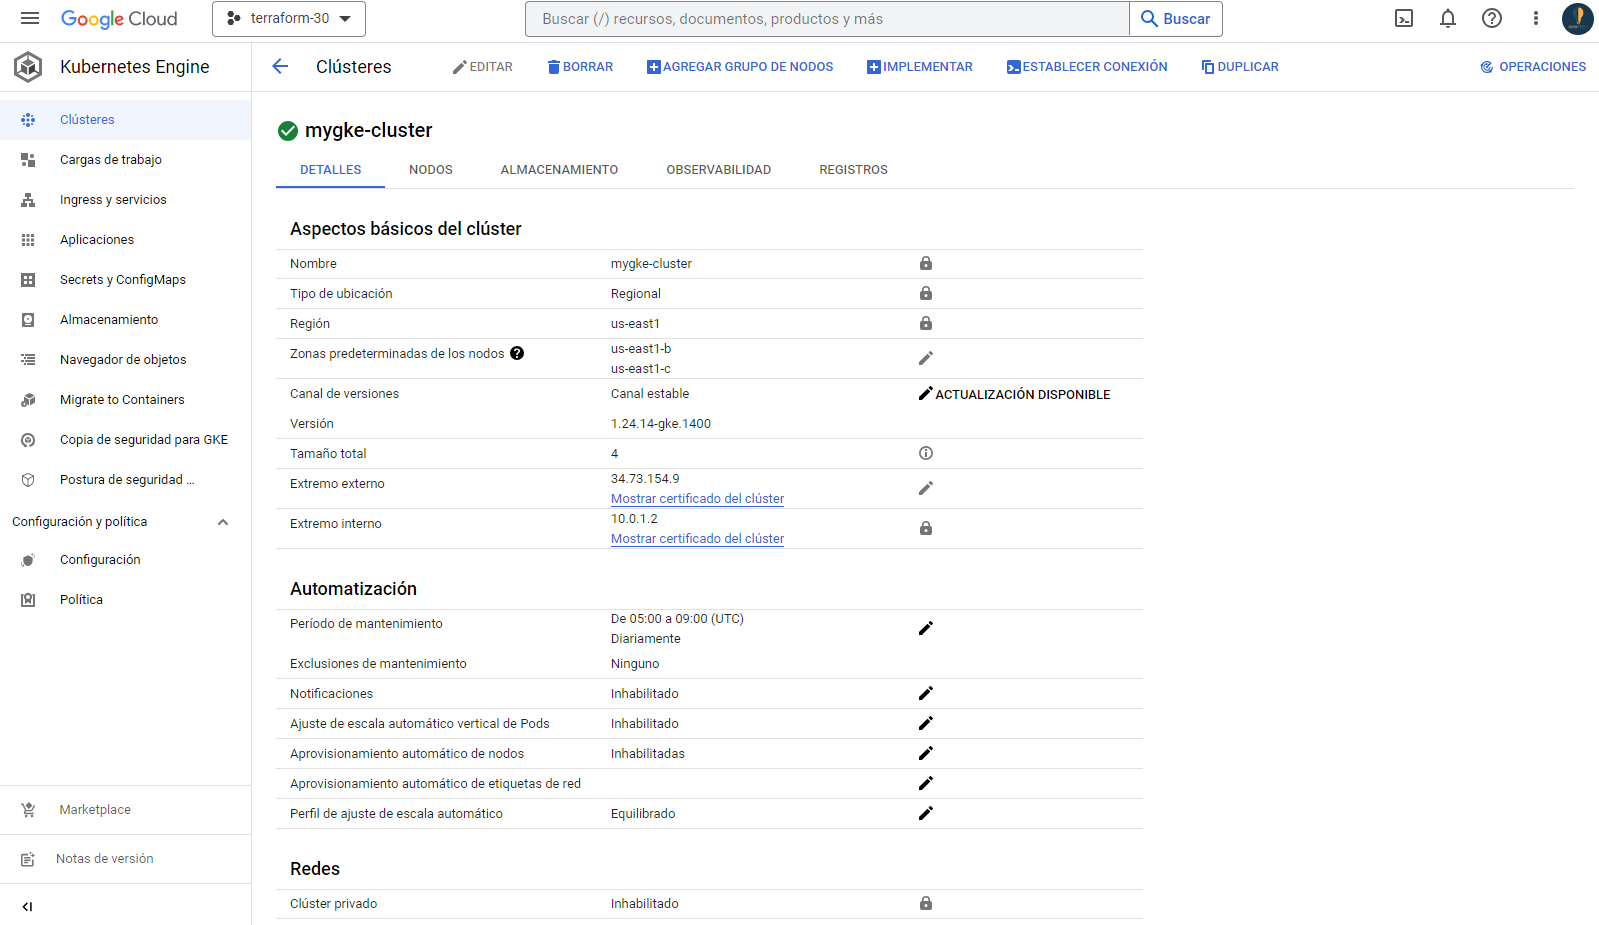 Google Cloud
terraform-30
Buscar (/) recursos, documentos, productos y más
Buscar
Kubernetes Engine
Clústeres
EDITAR
BORRAR
AGREGAR GRUPO DE NODOS
IMPLEMENTAR
ESTABLECER CONEXIÓN
DUPLICAR
OPERACIONES
Clústeres
Cargas de trabajo
Ingress y servicios
Aplicaciones
Secrets y ConfigMaps
Almacenamiento
Navegador de objetos
Migrate to Containers
Copia de seguridad para GKE
Postura de seguridad ...
Configuración y política
Configuración
Política
Marketplace
Notas de versión
mygke-cluster
DETALLES
NODOS
ALMACENAMIENTO
OBSERVABILIDAD
REGISTROS
Aspectos básicos del clúster
Nombre mygke-cluster
Tipo de ubicación Regional
Región us-east1
Zonas predeterminadas de los nodos us-east1-b
us-east1-c
Canal de versiones Canal estable ACTUALIZACIÓN DISPONIBLE
Versión 1.24.14-gke.1400
Tamaño total 4
Extremo externo 34.73.154.9
Mostrar certificado del clúster
Extremo interno 10.0.1.2
Mostrar certificado del clúster
Automatización
Período de mantenimiento De 05:00 a 09:00 (UTC)
Diariamente
Exclusiones de mantenimiento Ninguno
Notificaciones Inhabilitado
Ajuste de escala automático vertical de Pods Inhabilitado
Aprovisionamiento automático de nodos Inhabilitadas
Aprovisionamiento automático de etiquetas de red
Perfil de ajuste de escala automático Equilibrado
Redes
Clúster privado Inhabilitado